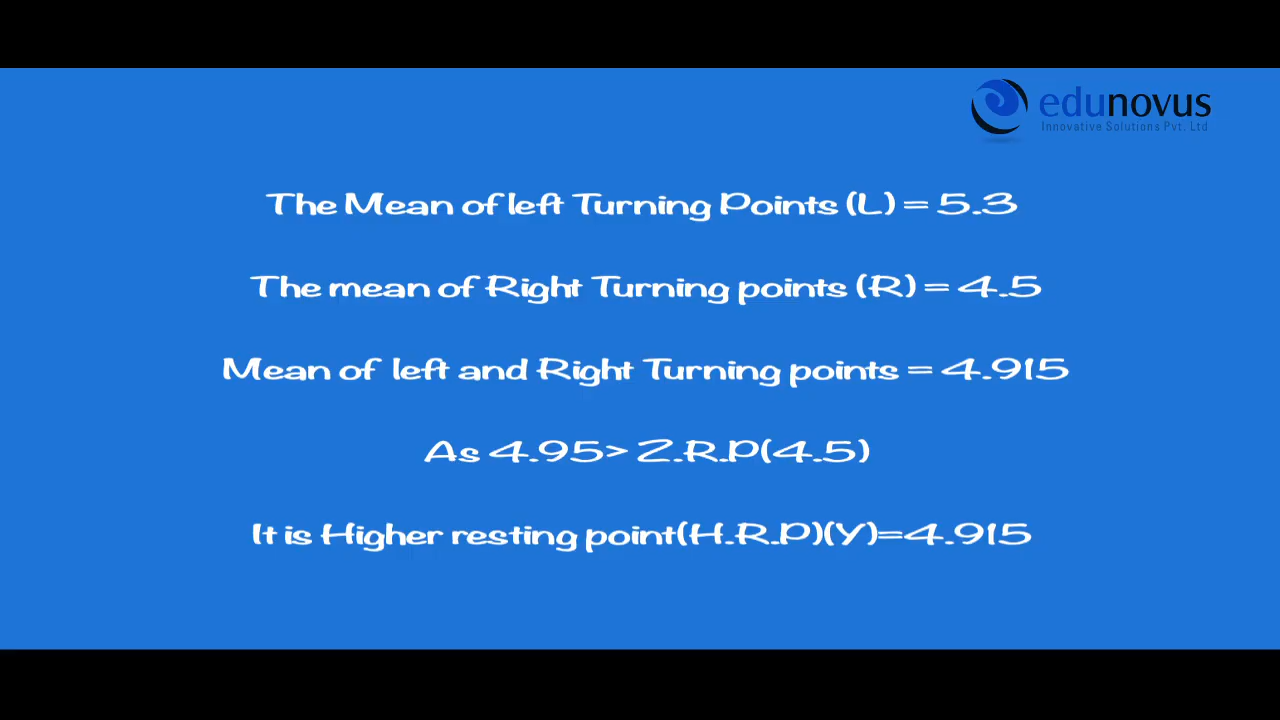 edunovus
Innovative Solutions Pvt. Ltd
The Mean of left Turning Points (L) = 5.3
The mean of Right Turning points (R) = 4.5
Mean of left and Right Turning points = 4.915
As 4.95> Z.R.P(4.5)
It is Higher resting point(H.R.P)(Y)=4.915